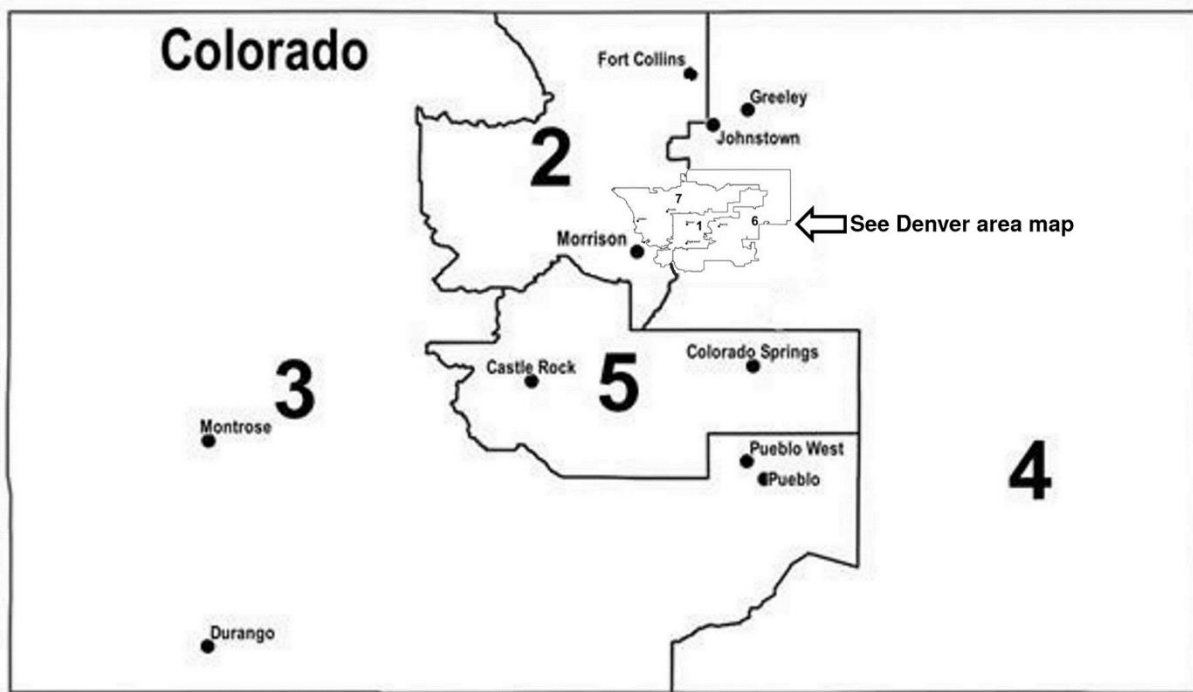 Colorado
Fort Collins
Greeley
Johnstown
2
7
1
6
See Denver area map
Morrison
3
Castle Rock
5
Colorado Springs
Montrose
Pueblo West
Pueblo
4
Durango